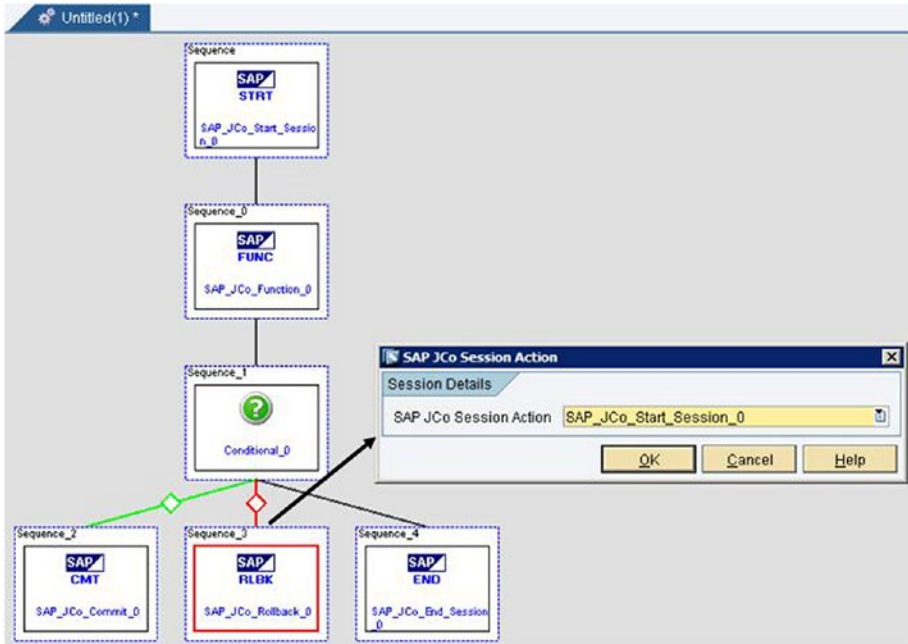 Untitled(1) *
Sequence
SAP
STRT
SAP_JCo_Start_Sessio
n_0
Sequence_0
SAP
FUNC
SAP_JCo_Function_0
Sequence_1
?
Conditional_0
SAP JCo Session Action
Session Details
SAP JCo Session Action SAP_JCo_Start_Session_0
OK Cancel Help
Sequence_2
SAP
CMT
SAP_JCo_Commit_0
Sequence_3
SAP
RLBK
SAP_JCo_Rollback_0
Sequence_4
SAP
END
SAP_JCo_End_Session
_0